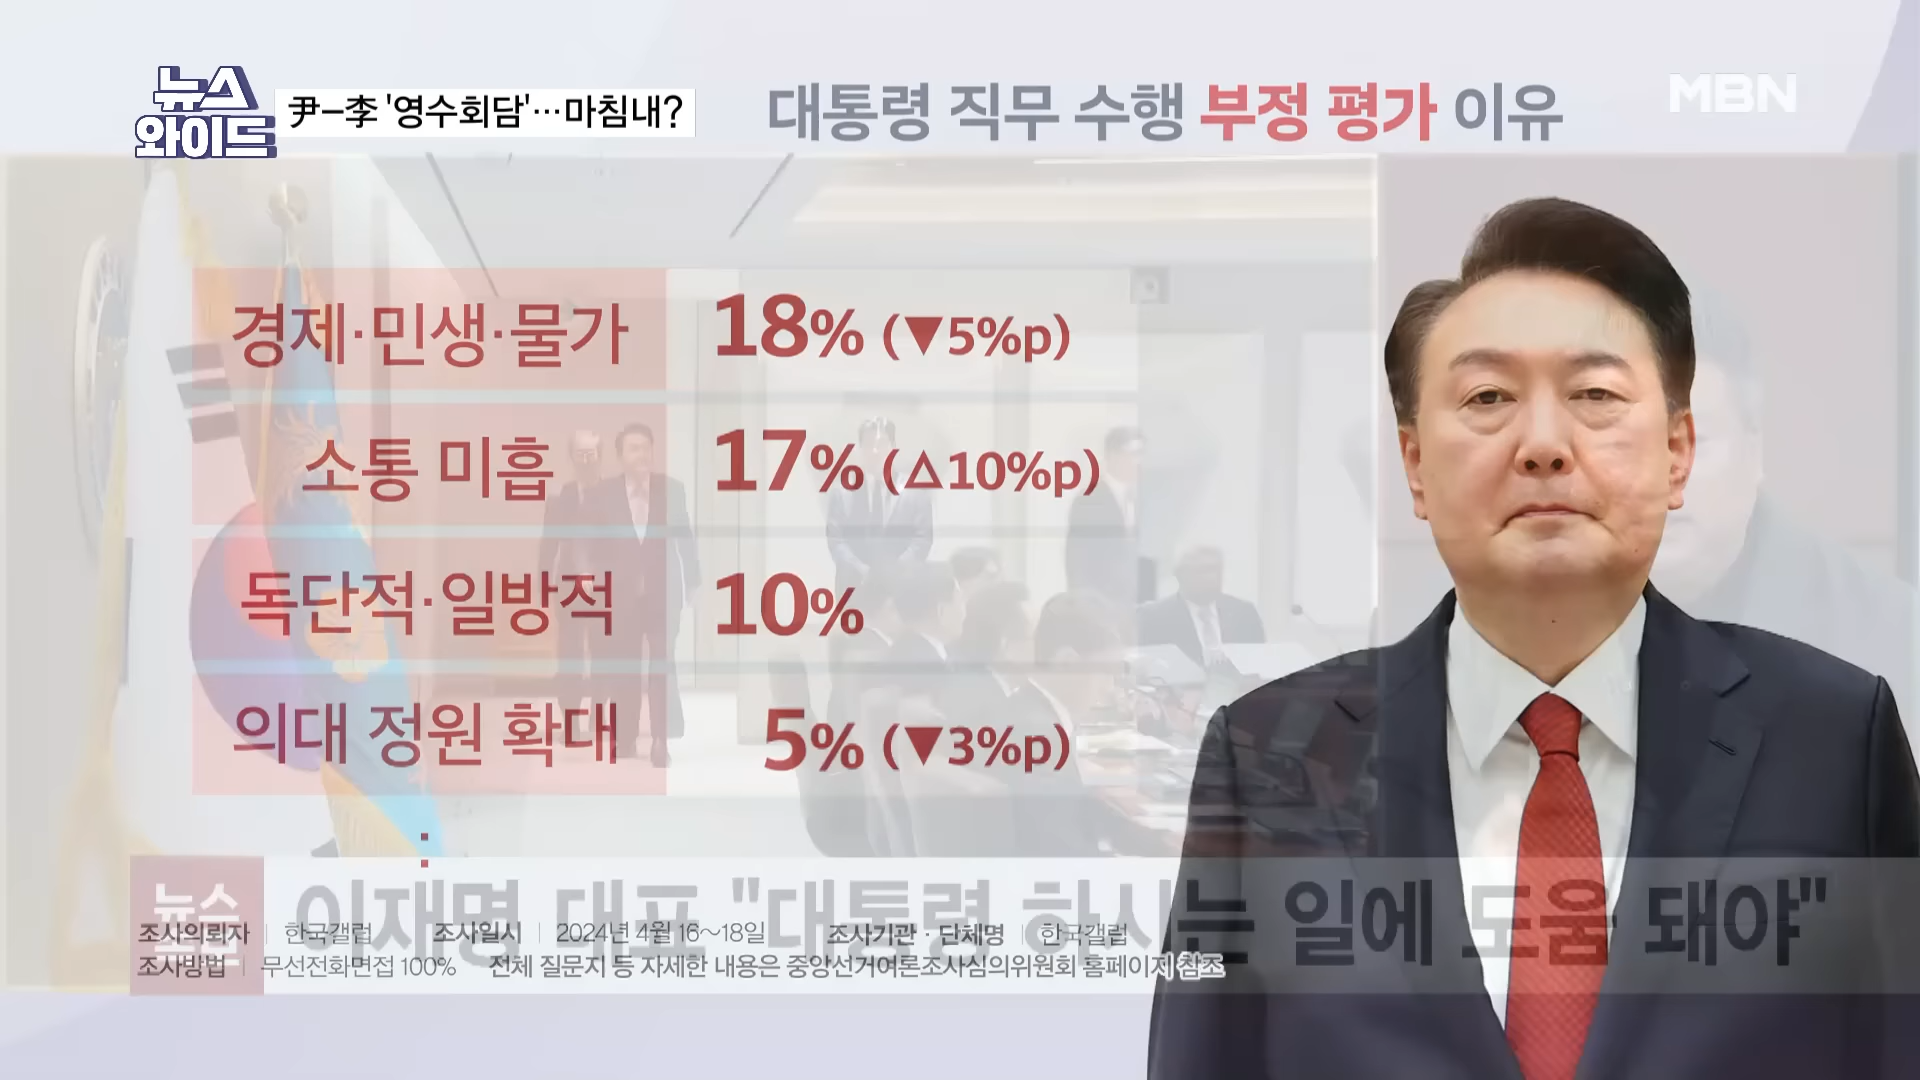 뉴스
와이드
尹-李 '영수회담'…마침내?
대통령 직무 수행 부정 평가 이유
MBN
경제·민생·물가 18% (▼5%p)
소통 미흡 17% (△10%p)
독단적·일방적 10%
의대 정원 확대 5% (▼3%p)
:
뉴스
이재명 대표 "대통령 하시는 일에 도움 돼야"
조사의뢰자 | 한국갤럽 조사일시 | 2024년 4월 16~18일 조사기관·단체명 | 한국갤럽
조사방법 | 무선전화면접 100% 전체 질문지 등 자세한 내용은 중앙선거여론조사심의위원회 홈페이지 참조